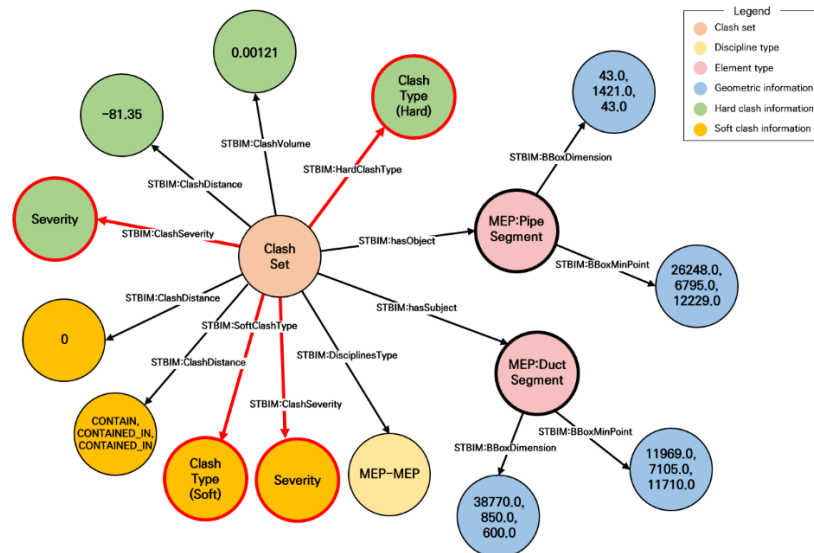 Legend
Clash set
Discipline type
Element type
Geometric information
Hard clash information
Soft clash information
0.00121
−81.35
Clash
Type
(Hard)
43.0,
1421.0,
43.0
STBIM:ClashVolume
STBIM:ClashDistance
STBIM:HardClashType
STBIM:BBoxDimension
Severity
STBIM:ClashSeverity
Clash
Set
STBIM:hasObject
MEP:Pipe
Segment
STBIM:BBoxMinPoint
26248.0,
6795.0,
12229.0
STBIM:ClashDistance
STBIM:hasSubject
0
STBIM:SoftClashType
STBIM:DisciplinesType
STBIM:ClashDistance
MEP:Duct
Segment
STBIM:ClashSeverity
CONTAIN,
CONTAINED_IN,
CONTAINED_IN
STBIM:BBoxMinPoint
STBIM:BBoxDimension
Clash
Type
(Soft)
Severity
MEP-MEP
11969.0,
7105.0,
11710.0
38770.0,
850.0,
600.0